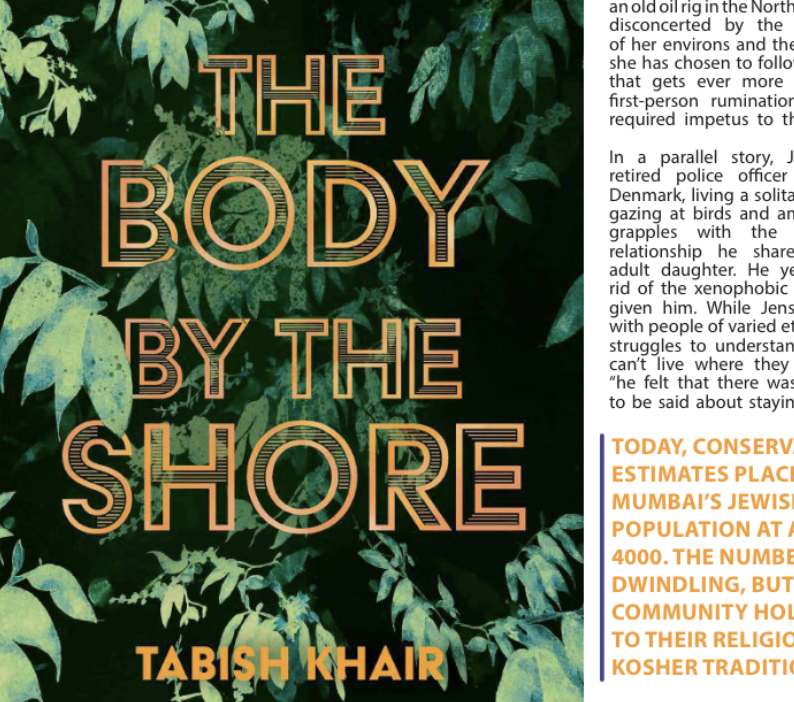 THE
BODY
BY THE
SHORE
TABISH KHAIR
an old oil rig in the North
disconcerted by the
of her environs and the
she has chosen to follow
that gets ever more
first-person rumination
required impetus to th
In a parallel story, J
retired police officer
Denmark, living a solita
gazing at birds and an
grapples with the
relationship he share
adult daughter. He ye
rid of the xenophobic
given him. While Jens
with people of varied et
struggles to understan
can't live where they
“he felt that there was
to be said about stayin
TODAY, CONSERVA
ESTIMATES PLACE
MUMBAI'S JEWISH
POPULATION AT A
4000. THE NUMBE
DWINDLING, BUT
COMMUNITY HOL
TO THEIR RELIGIO
KOSHER TRADITIO